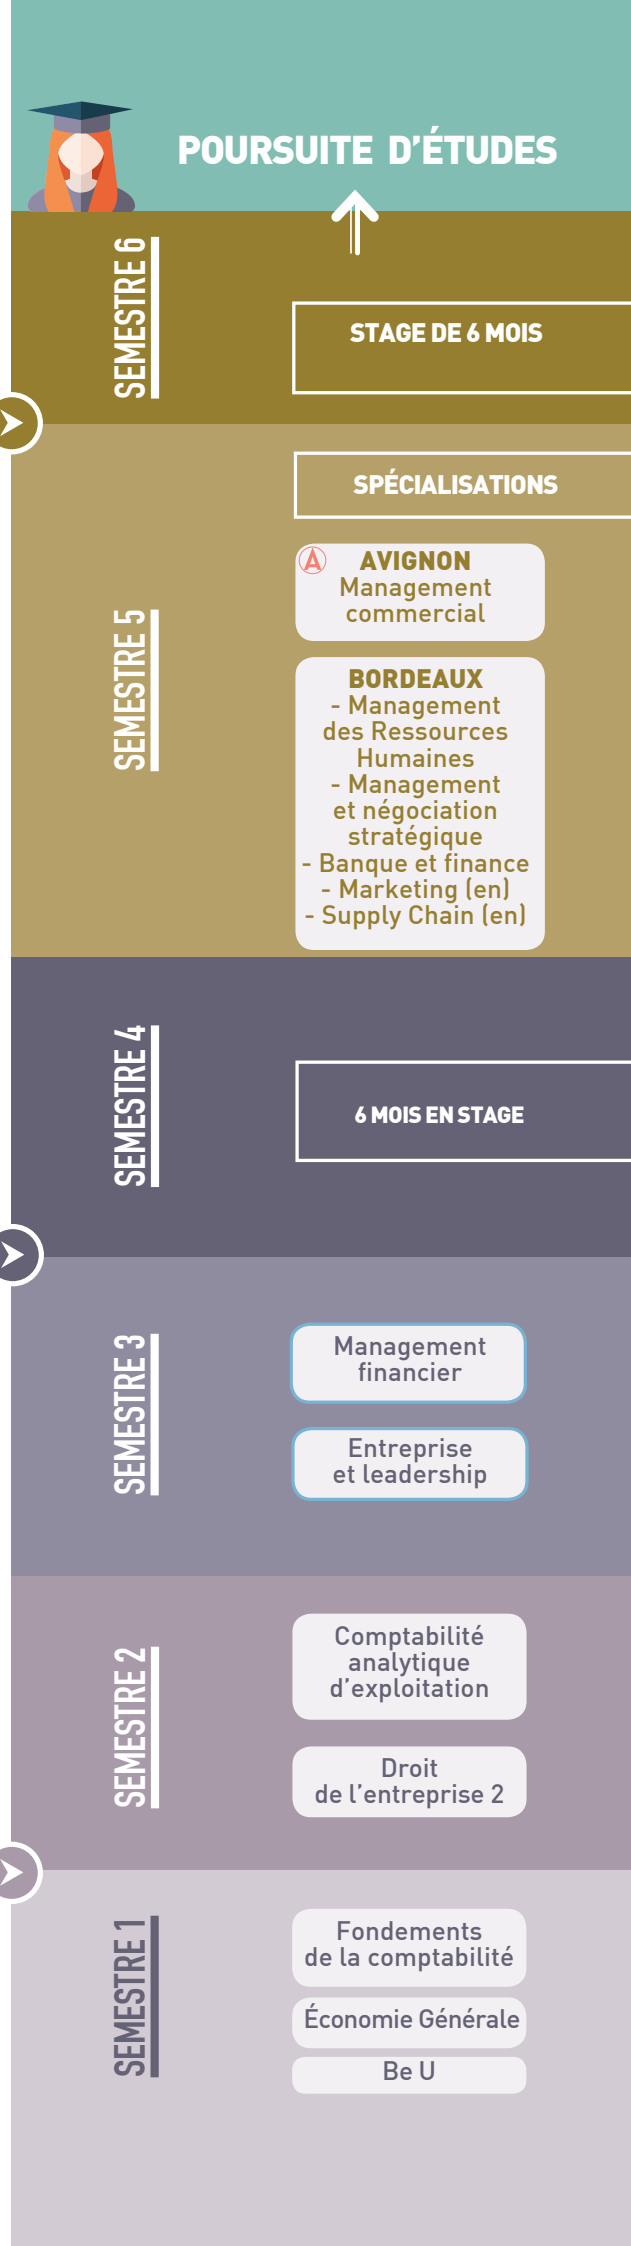 POURSUITE D'ÉTUDES
SEMESTRE 6
STAGE DE 6 MOIS
SEMESTRE 5
SPÉCIALISATIONS
A
AVIGNON
Management
commercial
BORDEAUX
- Management
des Ressources
Humaines
- Management
et négociation
stratégique
- Banque et finance
- Marketing (en)
- Supply Chain (en)
SEMESTRE 4
6 MOIS EN STAGE
SEMESTRE 3
Management
financier
Entreprise
et leadership
SEMESTRE 2
Comptabilité
analytique
d'exploitation
Droit
de l'entreprise 2
SEMESTRE 1
Fondements
de la comptabilité
Économie Générale
Be U